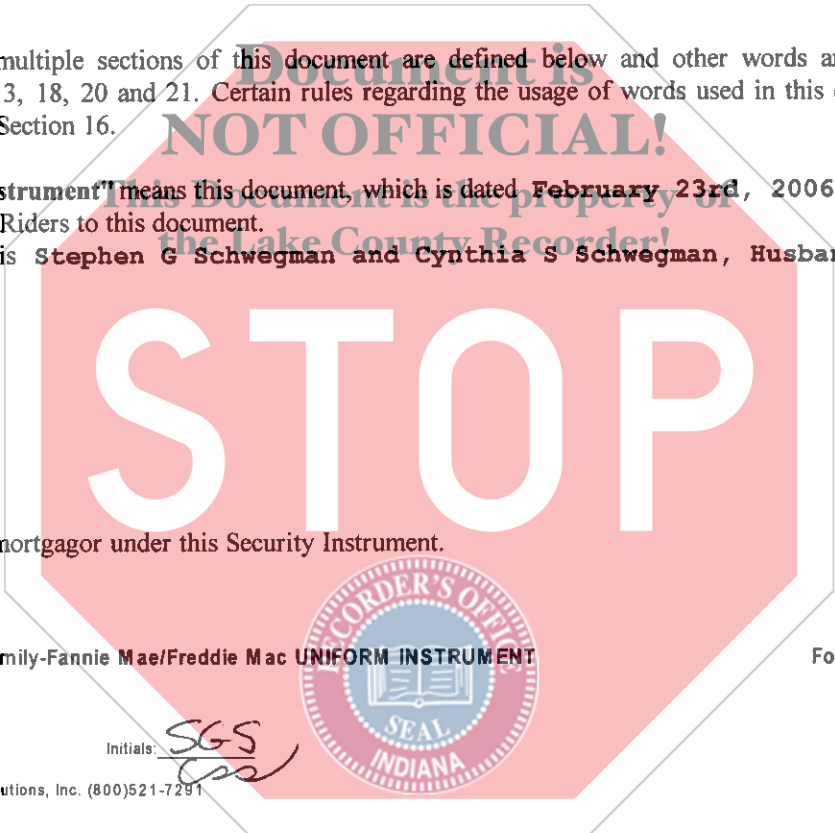 multiple sections of this document are defined below and other words ar
Document is
3, 18, 20 and 21. Certain rules regarding the usage of words used in this
Section 16.
NOT OFFICIAL!
strument" means this document, which is dated February 23rd, 2006
This Document is the property of
Riders to this document.
the Lake County Recorder!
is Stephen G Schwegman and Cynthia S Schwegman, Husban
STOP
mortgagor under this Security Instrument.
RECORDER'S OFFICE
SEAL
INDIANA
mily-Fannie Mae/Freddie Mac UNIFORM INSTRUMENT Fo
Initials: SGS
CSS
utions, Inc. (800)521-7291